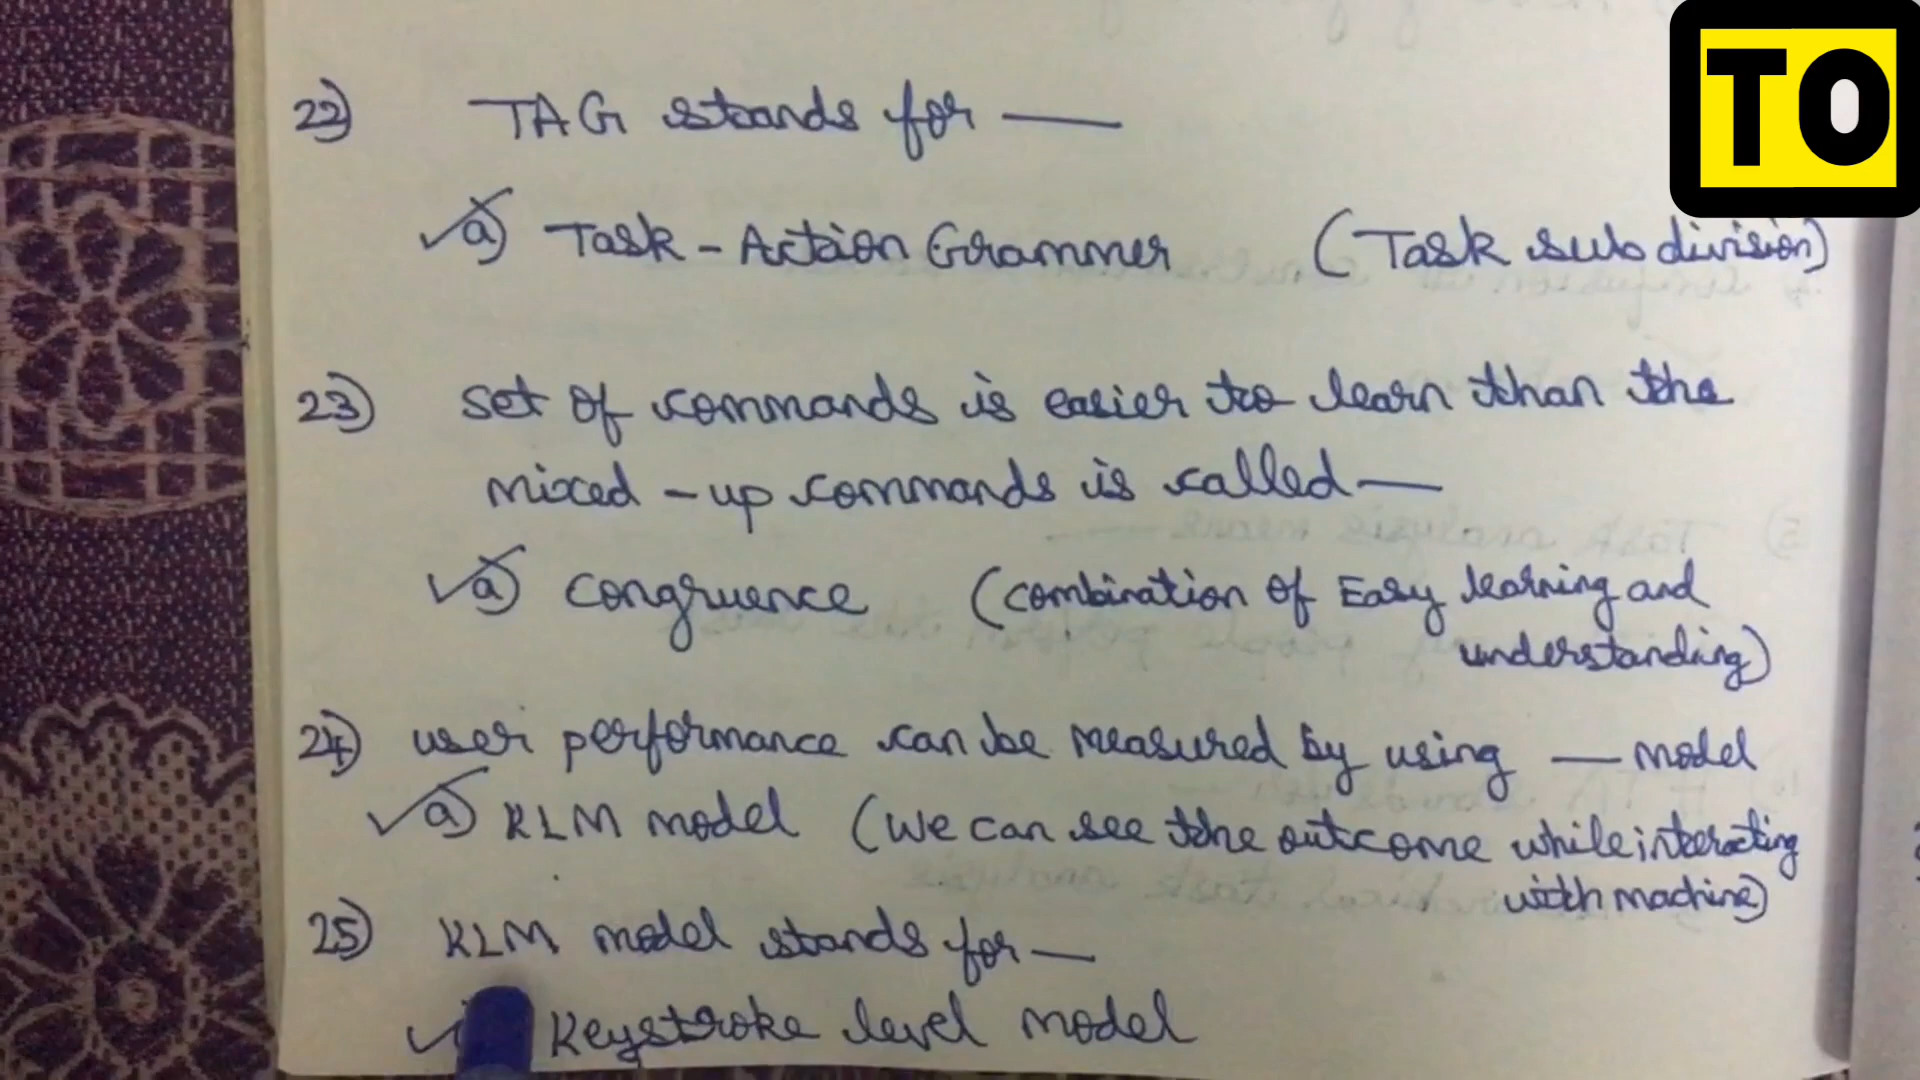 TO
22) TAG stands for —
a) Task - Action Grammer (Task sub division)
23) set of commands is easier to learn than the
mixed - up commands is called —
a) Congruence (combination of Easy learning and
understanding)
24) user performance can be measured by using — model
a) KLM model (we can see the outcome while interacting
with machine)
25) KLM model stands for —
Keystroke level model